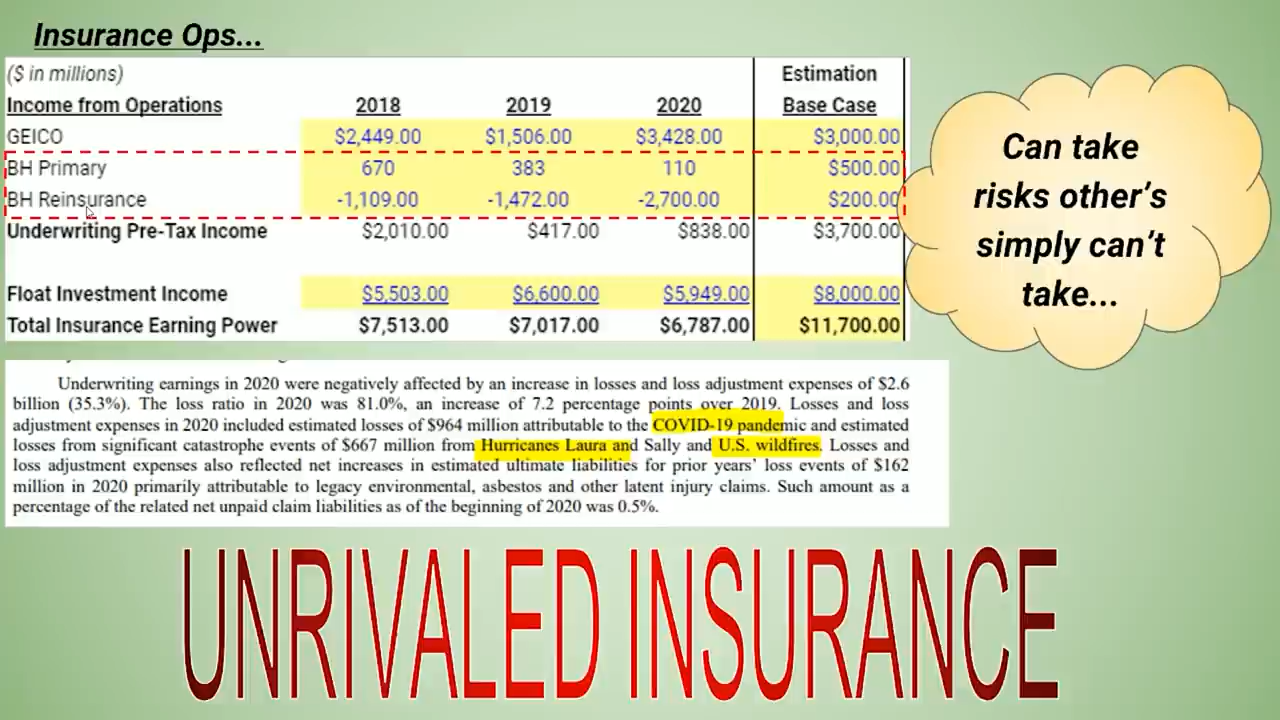 Insurance Ops...
($ in millions) Estimation
Income from Operations 2018 2019 2020 Base Case
GEICO $2,449.00 $1,506.00 $3,428.00 $3,000.00
BH Primary 670 383 110 $500.00
BH Reinsurance -1,109.00 -1,472.00 -2,700.00 $200.00
Underwriting Pre-Tax Income $2,010.00 $417.00 $838.00 $3,700.00
Float Investment Income $5,503.00 $6,600.00 $5,949.00 $8,000.00
Total Insurance Earning Power $7,513.00 $7,017.00 $6,787.00 $11,700.00
Can take
risks other's
simply can't
take...
Underwriting earnings in 2020 were negatively affected by an increase in losses and loss adjustment expenses of $2.6
billion (35.3%). The loss ratio in 2020 was 81.0%, an increase of 7.2 percentage points over 2019. Losses and loss
adjustment expenses in 2020 included estimated losses of $964 million attributable to the COVID-19 pandemic and estimated
losses from significant catastrophe events of $667 million from Hurricanes Laura and Sally and U.S. wildfires. Losses and
loss adjustment expenses also reflected net increases in estimated ultimate liabilities for prior years' loss events of $162
million in 2020 primarily attributable to legacy environmental, asbestos and other latent injury claims. Such amount as a
percentage of the related net unpaid claim liabilities as of the beginning of 2020 was 0.5%.
UNRIVALED INSURANCE